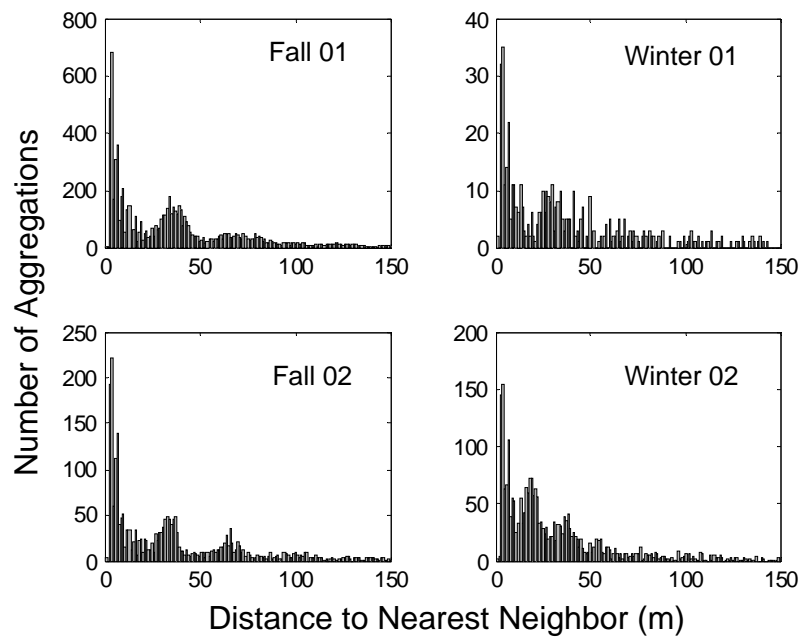 Fall 01
800
600
400
200
0
0 50 100 150
Winter 01
40
30
20
10
0
0 50 100 150
Fall 02
250
200
150
100
50
0
0 50 100 150
Winter 02
200
150
100
50
0
0 50 100 150
Number of Aggregations
Distance to Nearest Neighbor (m)